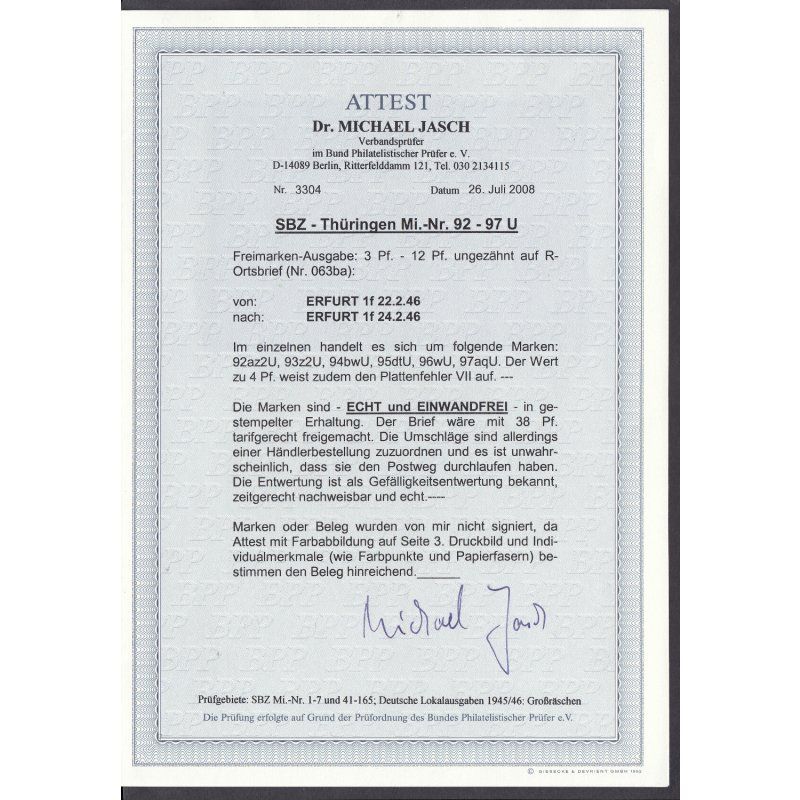 ATTEST
Dr. MICHAEL JASCH
Verbandsprüfer
im Bund Philatelistischer Prüfer e. V.
D-14089 Berlin, Ritterfelddamm 121, Tel. 030 2134115
Nr. 3304 Datum 26. Juli 2008
SBZ - Thüringen Mi.-Nr. 92 - 97 U
Freimarken-Ausgabe: 3 Pf. - 12 Pf. ungezähnt auf R-
Ortsbrief (Nr. 063ba):
von: ERFURT 1f 22.2.46
nach: ERFURT 1f 24.2.46
Im einzelnen handelt es sich um folgende Marken:
92az2U, 93z2U, 94bwU, 95dtU, 96wU, 97aqU. Der Wert
zu 4 Pf. weist zudem den Plattenfehler VII auf. ---
Die Marken sind - ECHT und EINWANDFREI - in ge-
stempelter Erhaltung. Der Brief wäre mit 38 Pf.
tarifgerecht freigemacht. Die Umschläge sind allerdings
einer Händlerbestellung zuzuordnen und es ist unwahr-
scheinlich, dass sie den Postweg durchlaufen haben.
Die Entwertung ist als Gefälligkeitsentwertung bekannt,
zeitgerecht nachweisbar und echt.----
Marken oder Beleg wurden von mir nicht signiert, da
Attest mit Farbabbildung auf Seite 3. Druckbild und Indi-
vidualmerkmale (wie Farbpunkte und Papierfasern) be-
stimmen den Beleg hinreichend.______
Michael Jasch
Prüfgebiete: SBZ Mi.-Nr. 1-7 und 41-165; Deutsche Lokalausgaben 1945/46: Großräschen
Die Prüfung erfolgte auf Grund der Prüfordnung des Bundes Philatelistischer Prüfer e.V.
© GIESECKE & DEVRIENT GMBH 1992